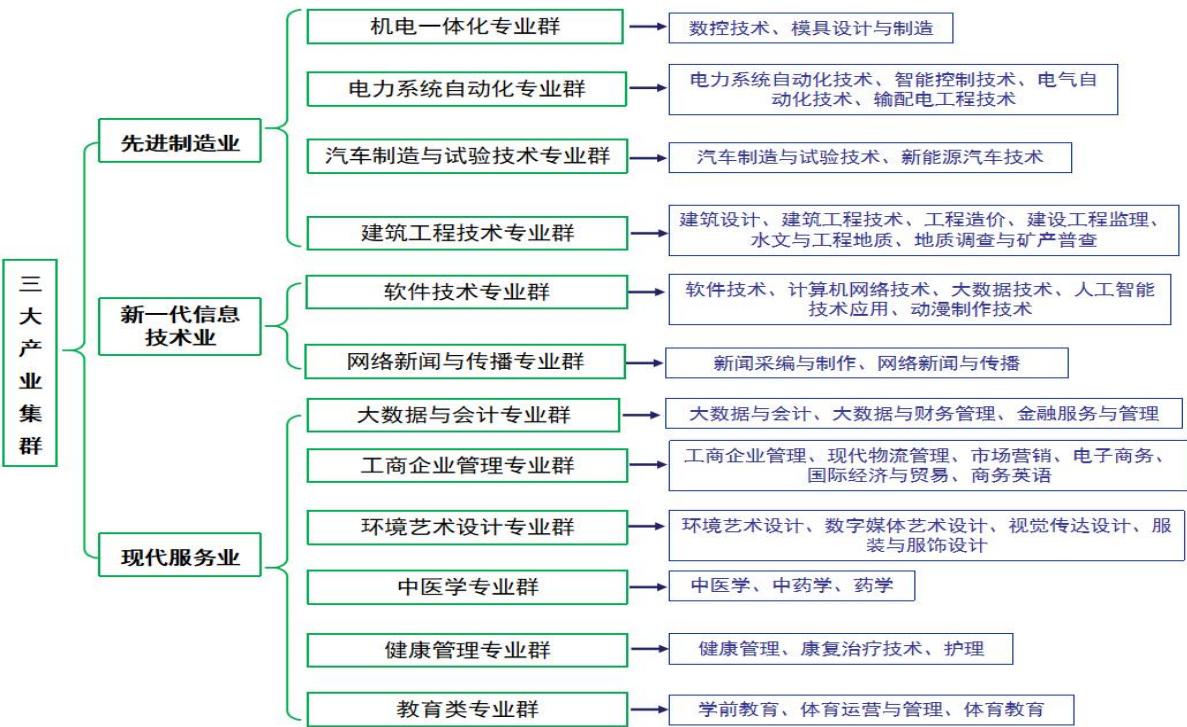 三大产业集群
先进制造业
机电一体化专业群
数控技术、模具设计与制造
电力系统自动化专业群
电力系统自动化技术、智能控制技术、电气自
动化技术、输配电工程技术
汽车制造与试验技术专业群
汽车制造与试验技术、新能源汽车技术
建筑工程技术专业群
建筑设计、建筑工程技术、工程造价、建设工程监理、
水文与工程地质、地质调查与矿产普查
新一代信息
技术业
软件技术专业群
软件技术、计算机网络技术、大数据技术、人工智能
技术应用、动漫制作技术
网络新闻与传播专业群
新闻采编与制作、网络新闻与传播
现代服务业
大数据与会计专业群
大数据与会计、大数据与财务管理、金融服务与管理
工商企业管理专业群
工商企业管理、现代物流管理、市场营销、电子商务、
国际经济与贸易、商务英语
环境艺术设计专业群
环境艺术设计、数字媒体艺术设计、视觉传达设计、服
装与服饰设计
中医学专业群
中医学、中药学、药学
健康管理专业群
健康管理、康复治疗技术、护理
教育类专业群
学前教育、体育运营与管理、体育教育